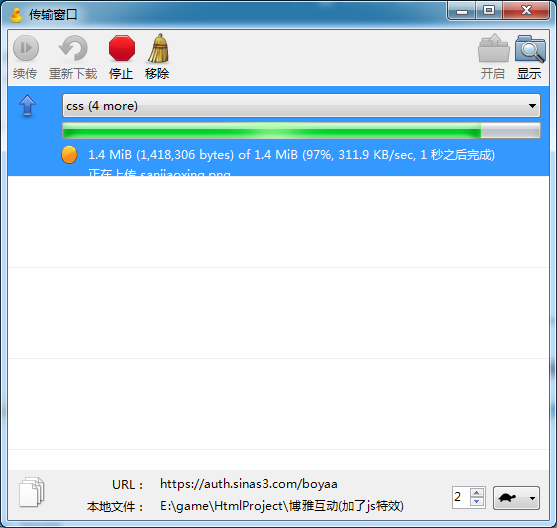 传输窗口
续传 重新下载 停止 移除 开启 显示
css (4 more)
1.4 MiB (1,418,306 bytes) of 1.4 MiB (97%, 311.9 KB/sec, 1 秒之后完成)
正在上传 sanjiaoxing.png
URL： https://auth.sinas3.com/boyaa
2
本地文件： E:\game\HtmlProject\博雅互动(加了js特效)